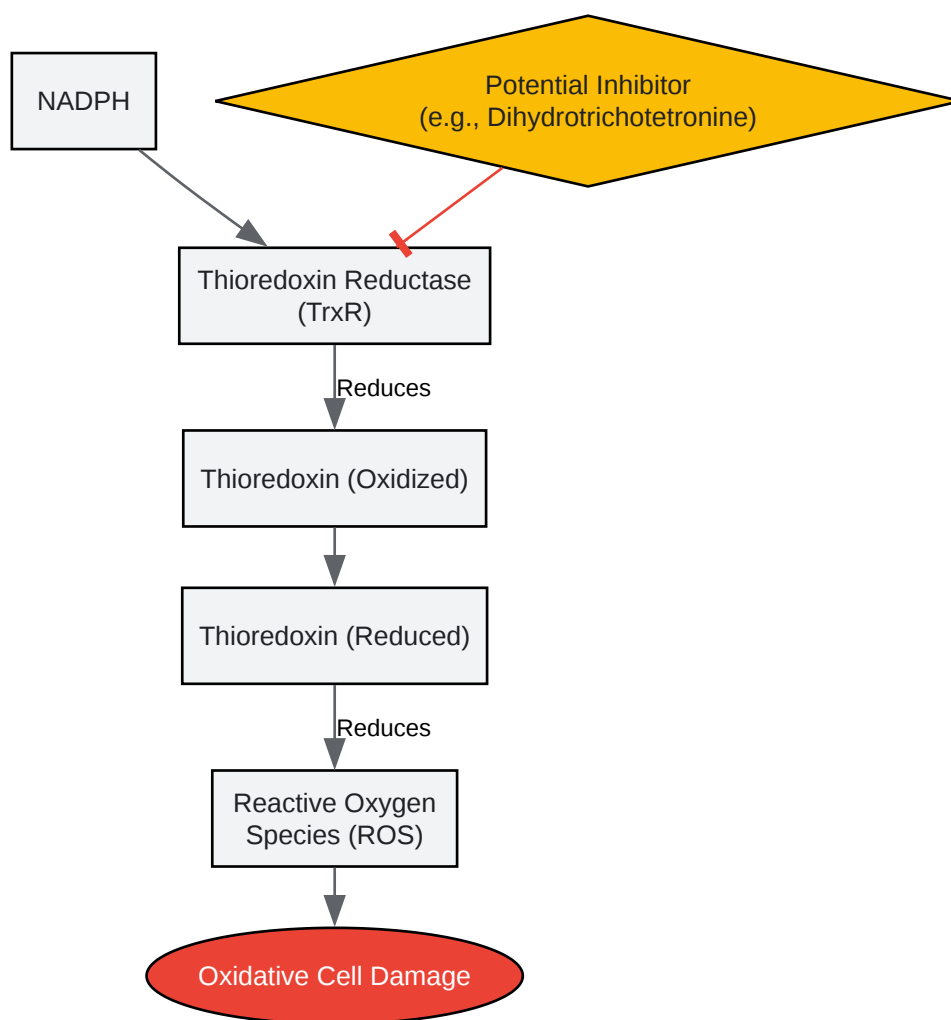 NADPH
Potential Inhibitor
(e.g., Dihydrotrichotetronine)
Thioredoxin Reductase
(TrxR)
Reduces
Thioredoxin (Oxidized)
Thioredoxin (Reduced)
Reduces
Reactive Oxygen
Species (ROS)
Oxidative Cell Damage